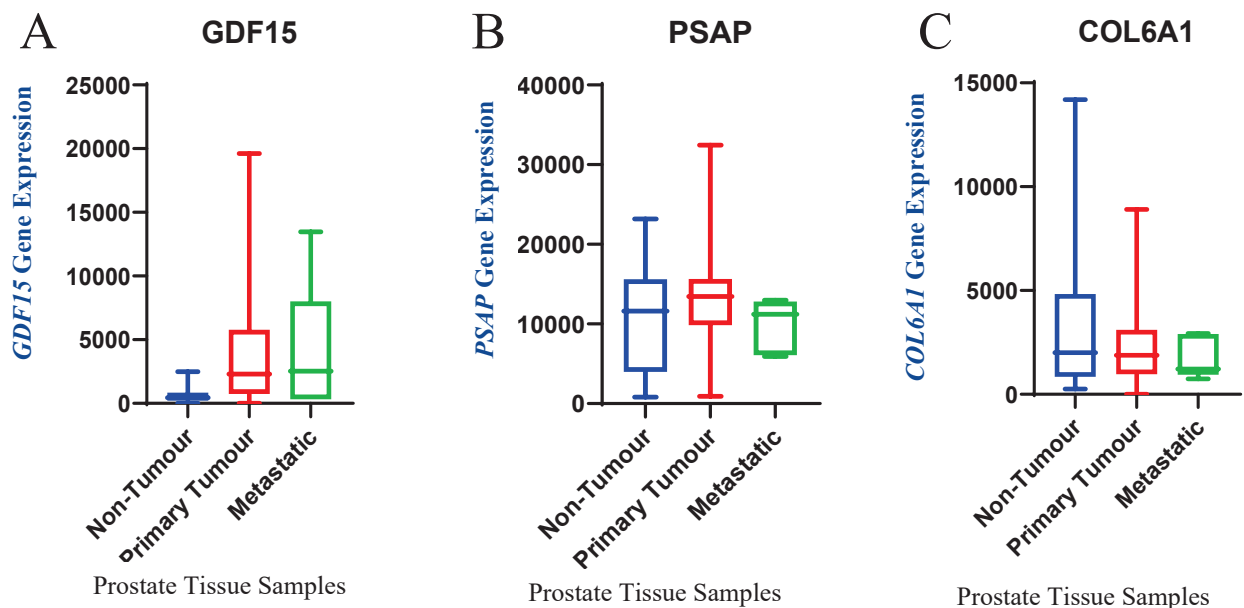 A
GDF15
GDF15 Gene Expression
25000
20000
15000
10000
5000
0
Non-Tumour
Primary Tumour
Metastatic
Prostate Tissue Samples
B
PSAP
PSAP Gene Expression
40000
30000
20000
10000
0
Non-Tumour
Primary Tumour
Metastatic
Prostate Tissue Samples
C
COL6A1
COL6A1 Gene Expression
15000
10000
5000
0
Non-Tumour
Primary Tumour
Metastatic
Prostate Tissue Samples